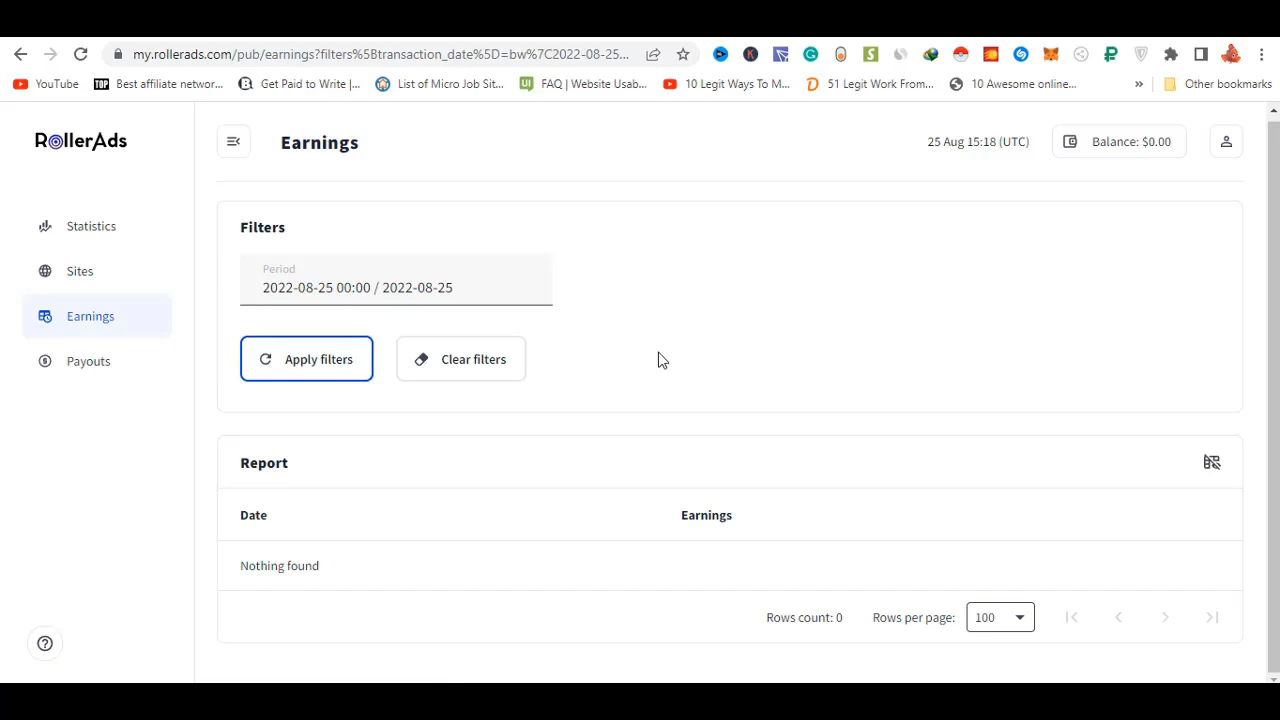 my.rollerads.com/pub/earnings?filters%5Btransaction_date%5D=bw%7C2022-08-25...
YouTube
TOP Best affiliate networ...
Get Paid to Write |...
List of Micro Job Sit...
UI FAQ | Website Usab...
10 Legit Ways To M...
51 Legit Work From...
10 Awesome online...
»
Other bookmarks
RollerAds
Earnings
25 Aug 15:18 (UTC)
Balance: $0.00
Statistics
Sites
Earnings
Payouts
Filters
Period
2022-08-25 00:00 / 2022-08-25
Apply filters
Clear filters
Report
Date Earnings
Nothing found
Rows count: 0 Rows per page: 100